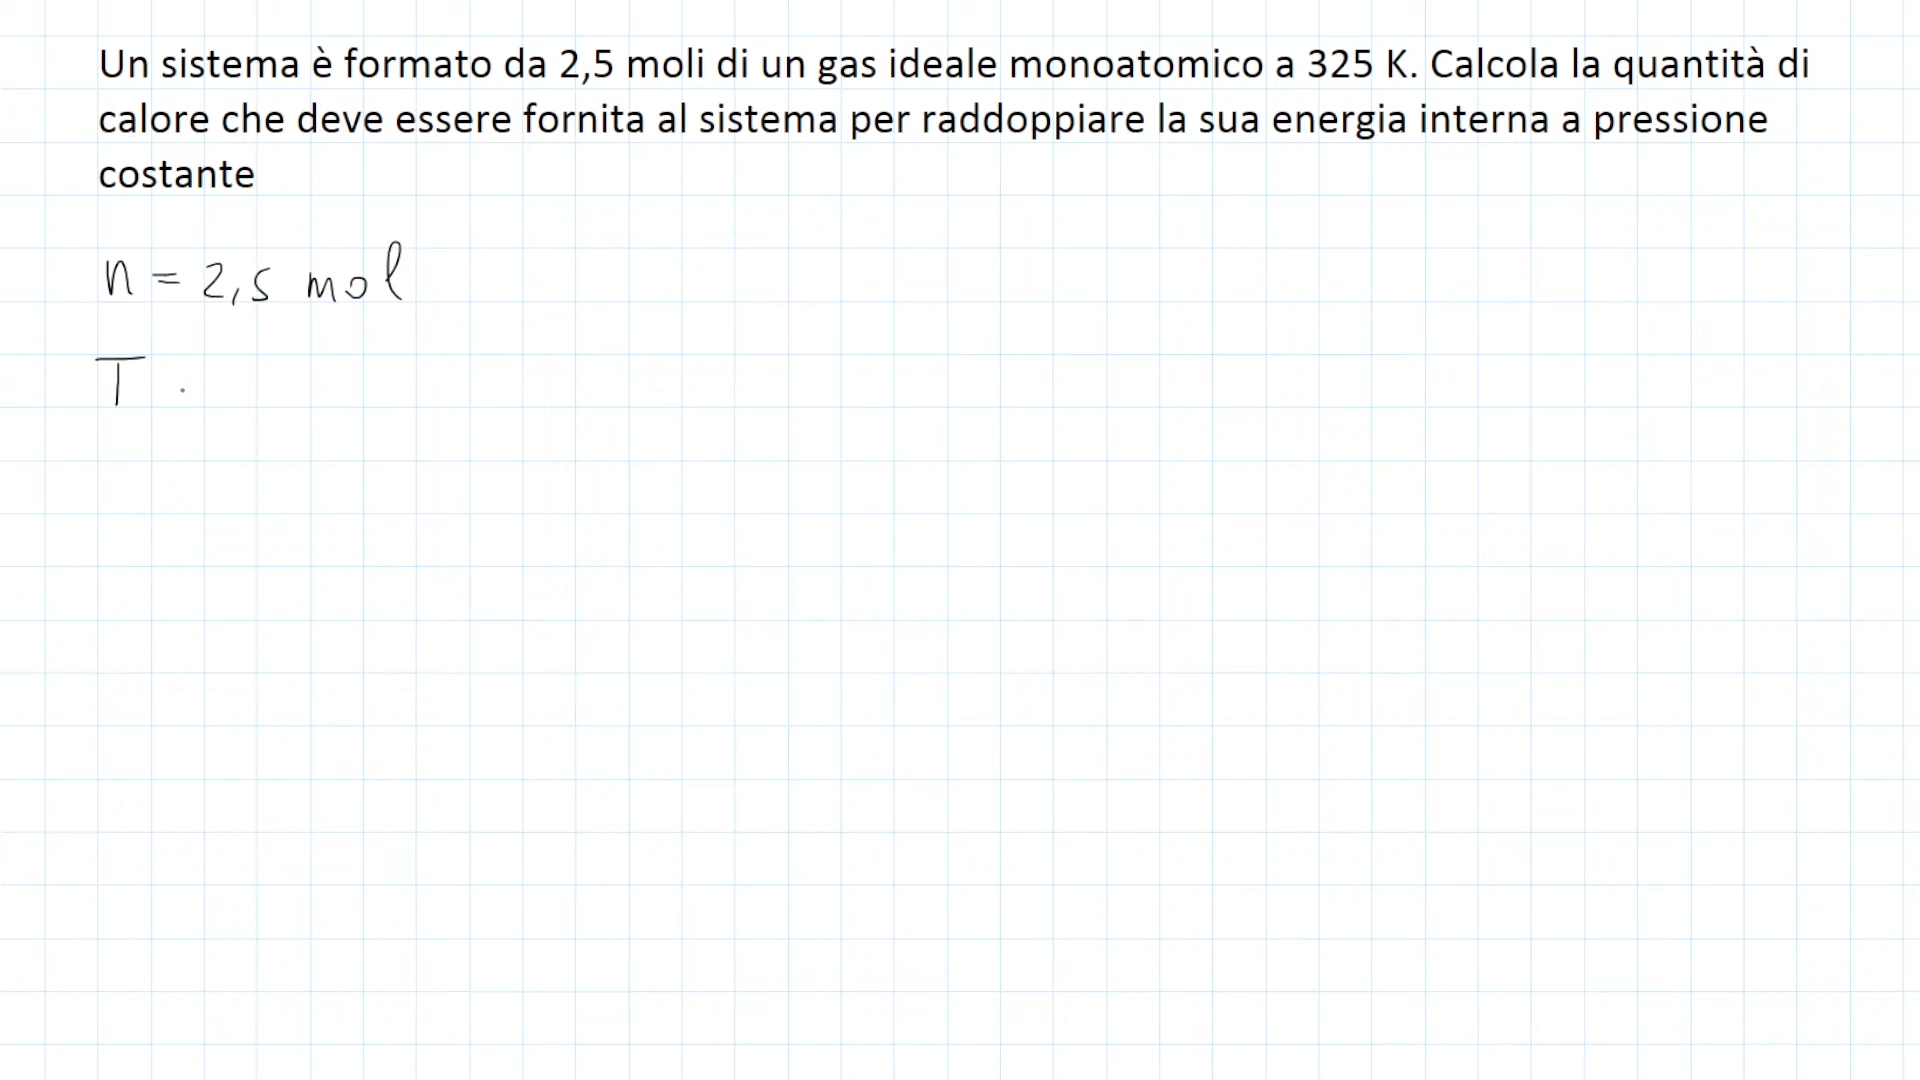 Un sistema è formato da 2,5 moli di un gas ideale monoatomico a 325 K. Calcola la quantità di
calore che deve essere fornita al sistema per raddoppiare la sua energia interna a pressione
costante
n = 2,5 mol
T